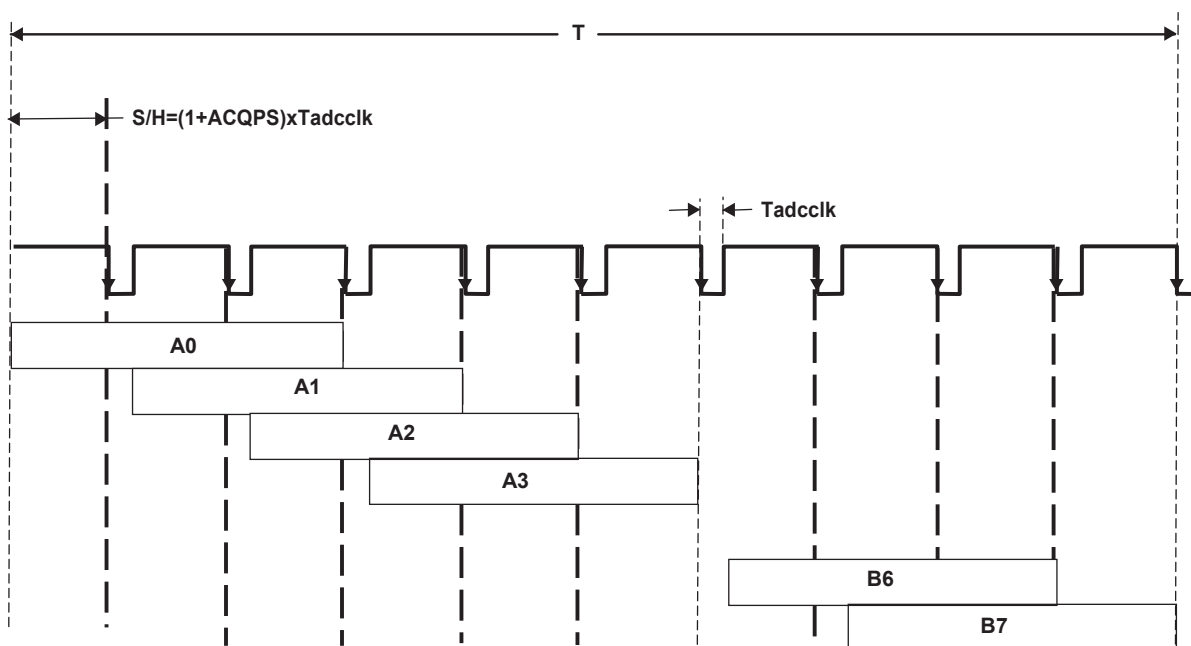 T
S/H=(1+ACQPS)xTadcclk
Tadcclk
A0
A1
A2
A3
B6
B7